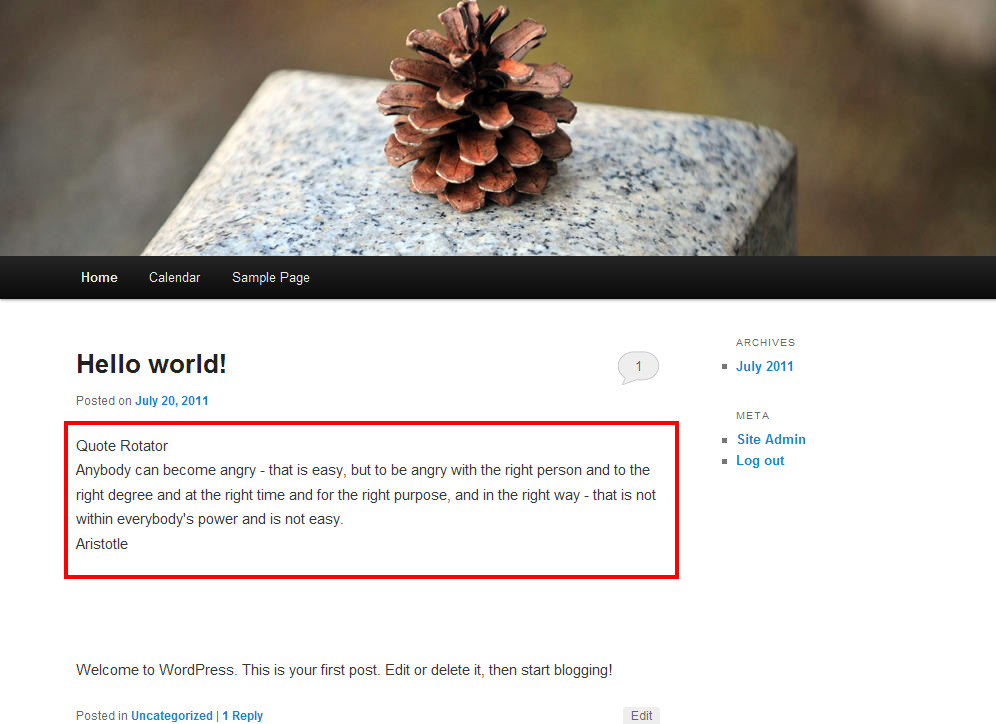 Home Calendar Sample Page
Hello world!
1
Posted on July 20, 2011
Quote Rotator
Anybody can become angry - that is easy, but to be angry with the right person and to the
right degree and at the right time and for the right purpose, and in the right way - that is not
within everybody's power and is not easy.
Aristotle
Welcome to WordPress. This is your first post. Edit or delete it, then start blogging!
Posted in Uncategorized | 1 Reply
Edit
ARCHIVES
July 2011
META
Site Admin
Log out